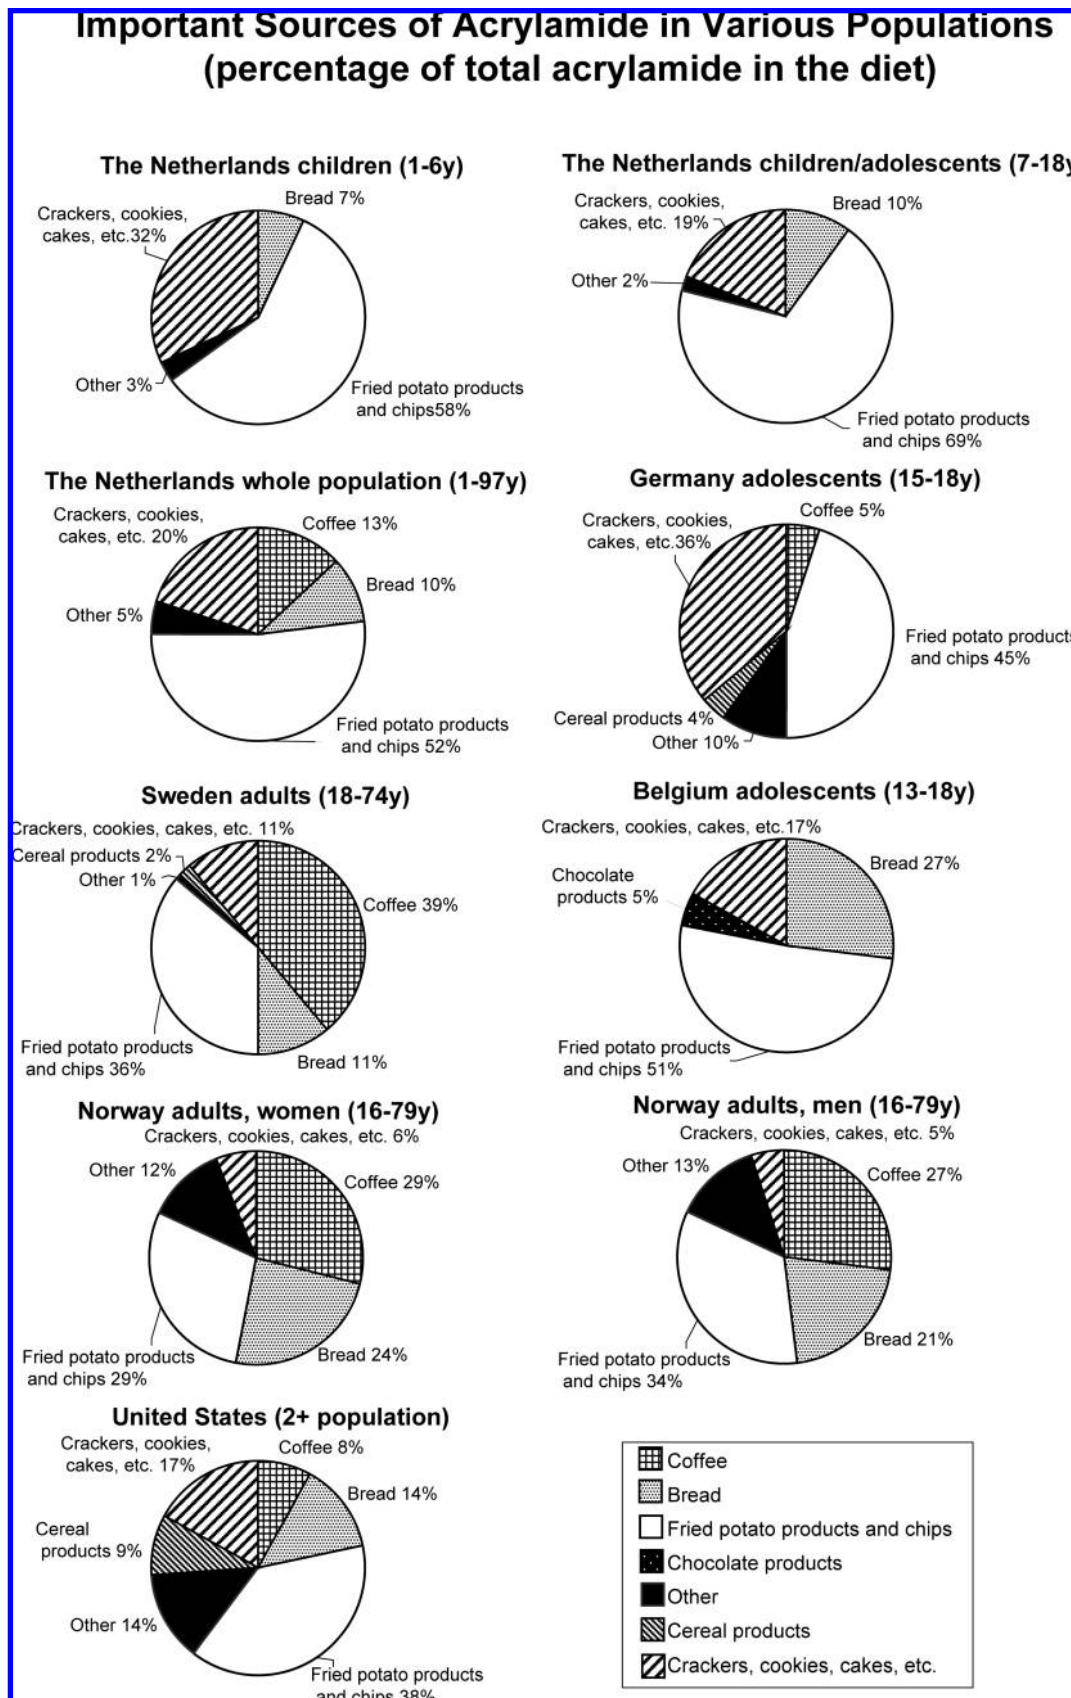 Important Sources of Acrylamide in Various Populations
(percentage of total acrylamide in the diet)
The Netherlands children (1-6y)
Bread 7%
Crackers, cookies,
cakes, etc.32%
Other 3%
Fried potato products
and chips58%
The Netherlands children/adolescents (7-18y
Crackers, cookies,
cakes, etc. 19%
Bread 10%
Other 2%
Fried potato products
and chips 69%
The Netherlands whole population (1-97y)
Crackers, cookies,
cakes, etc. 20%
Coffee 13%
Bread 10%
Other 5%
Fried potato products
and chips 52%
Germany adolescents (15-18y)
Coffee 5%
Crackers, cookies,
cakes, etc.36%
Fried potato products
and chips 45%
Cereal products 4%
Other 10%
Sweden adults (18-74y)
Crackers, cookies, cakes, etc. 11%
Cereal products 2%
Other 1%
Coffee 39%
Fried potato products
and chips 36%
Bread 11%
Belgium adolescents (13-18y)
Crackers, cookies, cakes, etc.17%
Bread 27%
Chocolate
products 5%
Fried potato products
and chips 51%
Norway adults, women (16-79y)
Crackers, cookies, cakes, etc. 6%
Other 12%
Coffee 29%
Fried potato products
and chips 29%
Bread 24%
Norway adults, men (16-79y)
Crackers, cookies, cakes, etc. 5%
Other 13%
Coffee 27%
Bread 21%
Fried potato products
and chips 34%
United States (2+ population)
Crackers, cookies,
cakes, etc. 17%
Coffee 8%
Bread 14%
Cereal
products 9%
Other 14%
Fried potato products
and chips 38%
Coffee
Bread
Fried potato products and chips
Chocolate products
Other
Cereal products
Crackers, cookies, cakes, etc.